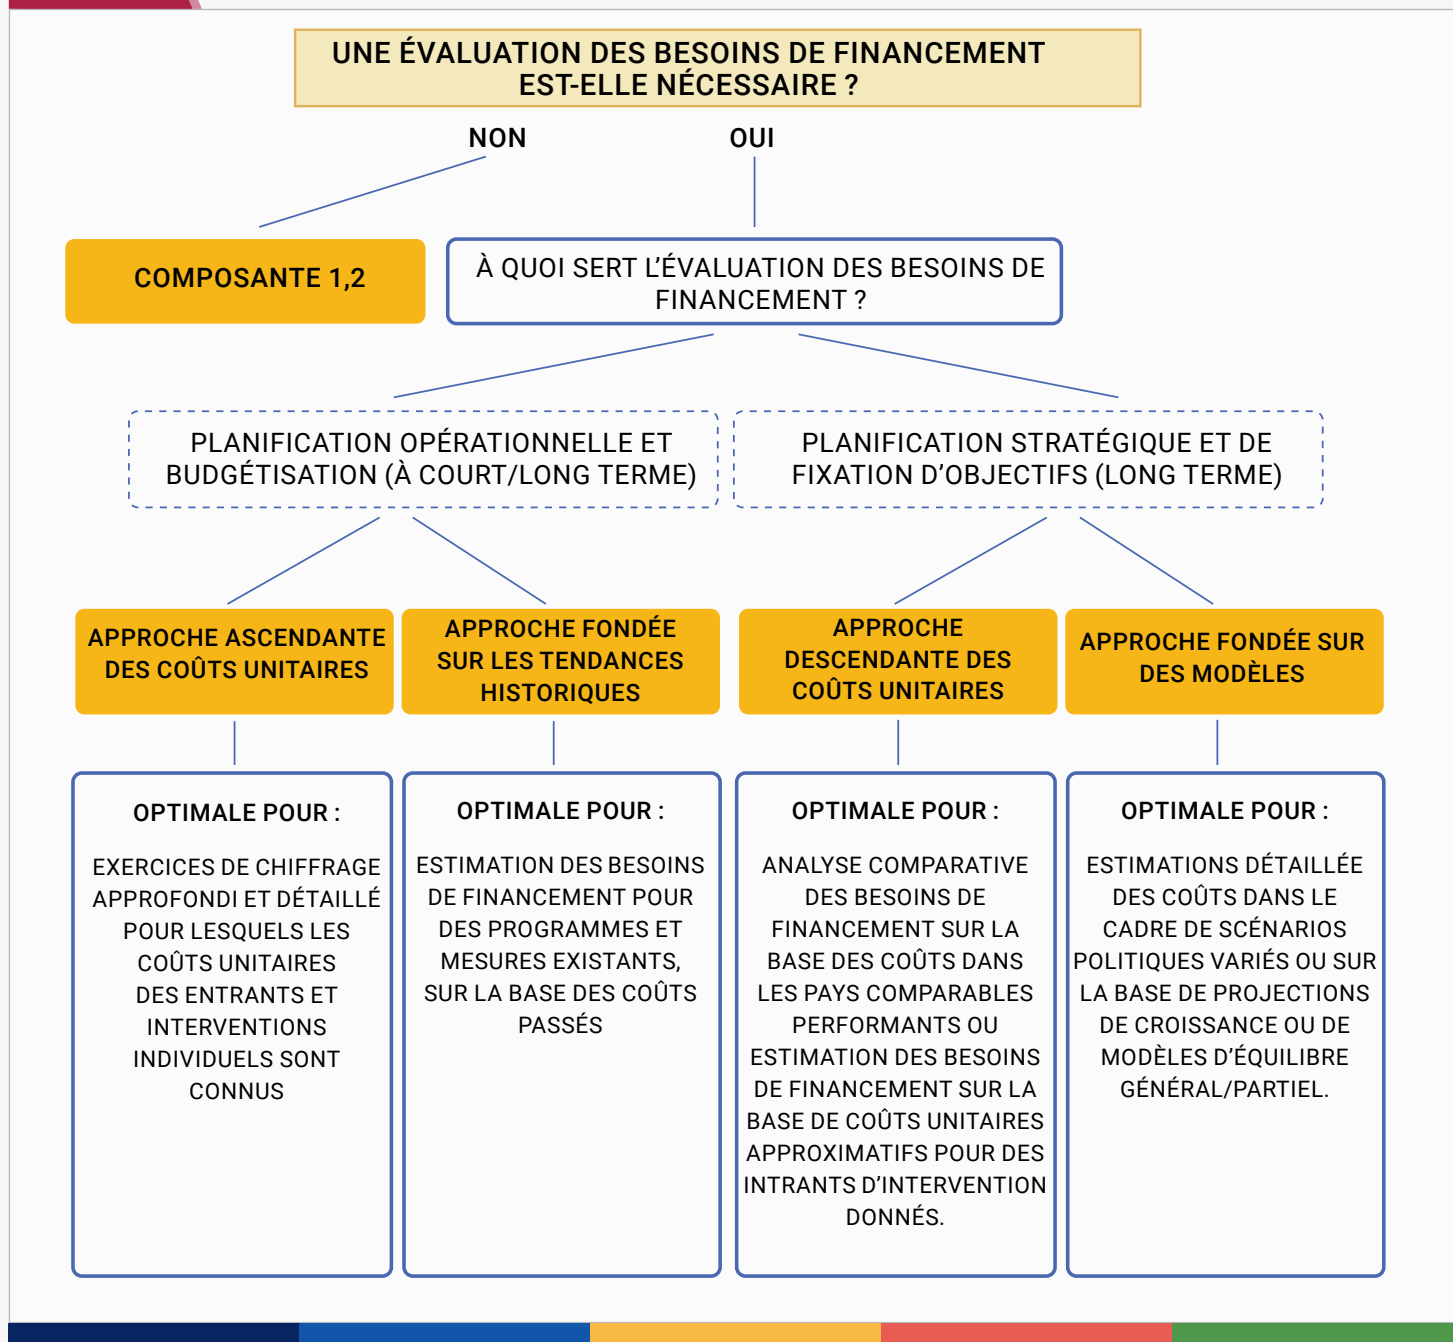 UNE ÉVALUATION DES BESOINS DE FINANCEMENT
EST-ELLE NÉCESSAIRE ?
NON
OUI
COMPOSANTE 1,2
À QUOI SERT L’ÉVALUATION DES BESOINS DE
FINANCEMENT ?
PLANIFICATION OPÉRATIONNELLE ET
BUDGÉTISATION (À COURT/LONG TERME)
PLANIFICATION STRATÉGIQUE ET DE
FIXATION D’OBJECTIFS (LONG TERME)
APPROCHE ASCENDANTE
DES COÛTS UNITAIRES
APPROCHE FONDÉE
SUR LES TENDANCES
HISTORIQUES
APPROCHE
DESCENDANTE DES
COÛTS UNITAIRES
APPROCHE FONDÉE SUR
DES MODÈLES
OPTIMALE POUR :
EXERCICES DE CHIFFRAGE
APPROFONDI ET DÉTAILLÉ
POUR LESQUELS LES
COÛTS UNITAIRES
DES ENTRANTS ET
INTERVENTIONS
INDIVIDUELS SONT
CONNUS
OPTIMALE POUR :
ESTIMATION DES BESOINS
DE FINANCEMENT POUR
DES PROGRAMMES ET
MESURES EXISTANTS,
SUR LA BASE DES COÛTS
PASSÉS
OPTIMALE POUR :
ANALYSE COMPARATIVE
DES BESOINS DE
FINANCEMENT SUR LA
BASE DES COÛTS DANS
LES PAYS COMPARABLES
PERFORMANTS OU
ESTIMATION DES BESOINS
DE FINANCEMENT SUR LA
BASE DE COÛTS UNITAIRES
APPROXIMATIFS POUR DES
INTRANTS D’INTERVENTION
DONNÉS.
OPTIMALE POUR :
ESTIMATIONS DÉTAILLÉE
DES COÛTS DANS LE
CADRE DE SCÉNARIOS
POLITIQUES VARIÉS OU SUR
LA BASE DE PROJECTIONS
DE CROISSANCE OU DE
MODÈLES D’ÉQUILIBRE
GÉNÉRAL/PARTIEL.